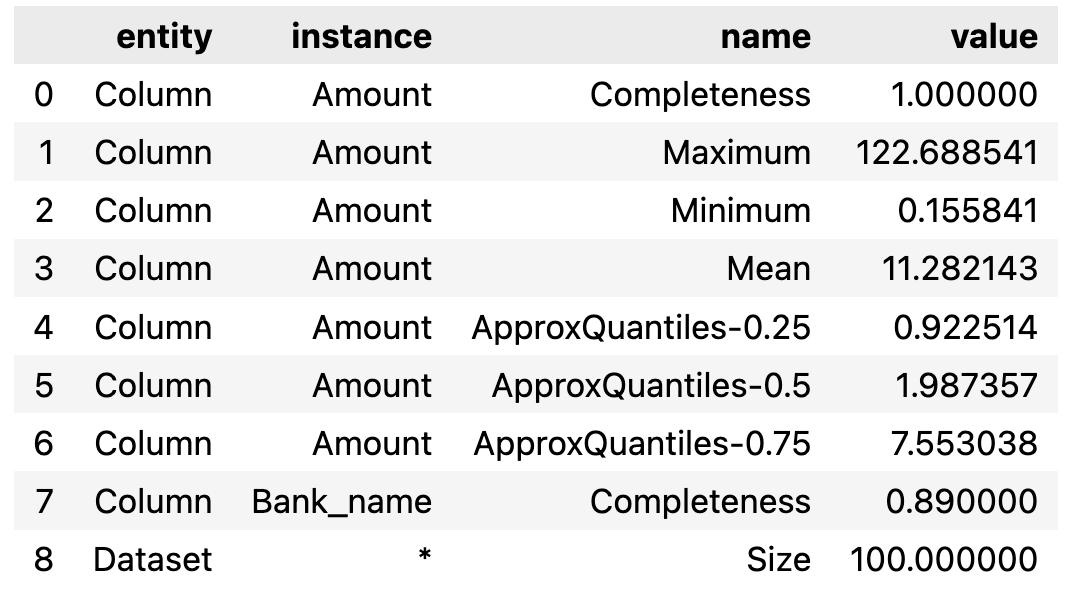 entity instance name value
0 Column Amount Completeness 1.000000
1 Column Amount Maximum 122.688541
2 Column Amount Minimum 0.155841
3 Column Amount Mean 11.282143
4 Column Amount ApproxQuantiles-0.25 0.922514
5 Column Amount ApproxQuantiles-0.5 1.987357
6 Column Amount ApproxQuantiles-0.75 7.553038
7 Column Bank_name Completeness 0.890000
8 Dataset * Size 100.000000